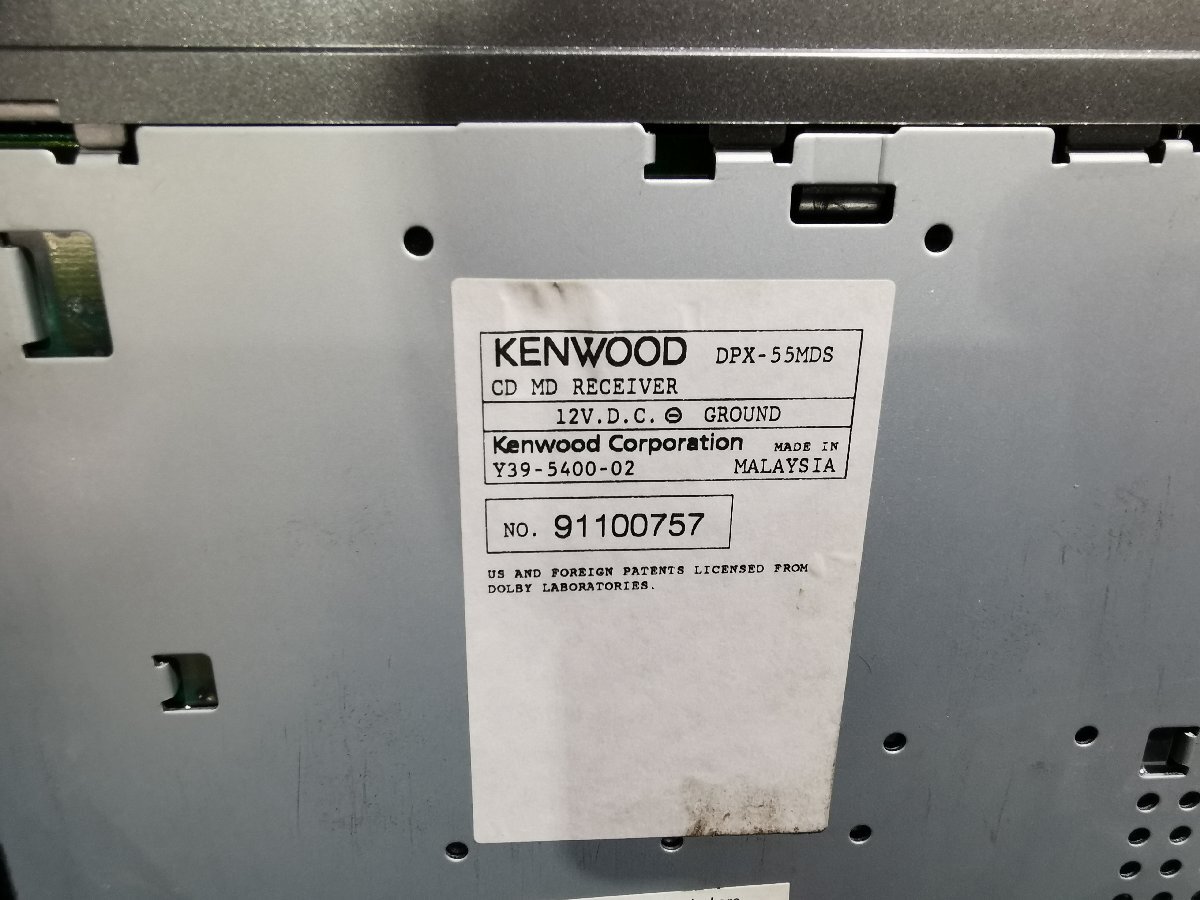 KENWOOD DPX-55MDS
CD MD RECEIVER
12V.D.C. ⊖ GROUND
Kenwood Corporation MADE IN
Y39-5400-02 MALAYSIA
NO. 91100757
US AND FOREIGN PATENTS LICENSED FROM
DOLBY LABORATORIES.